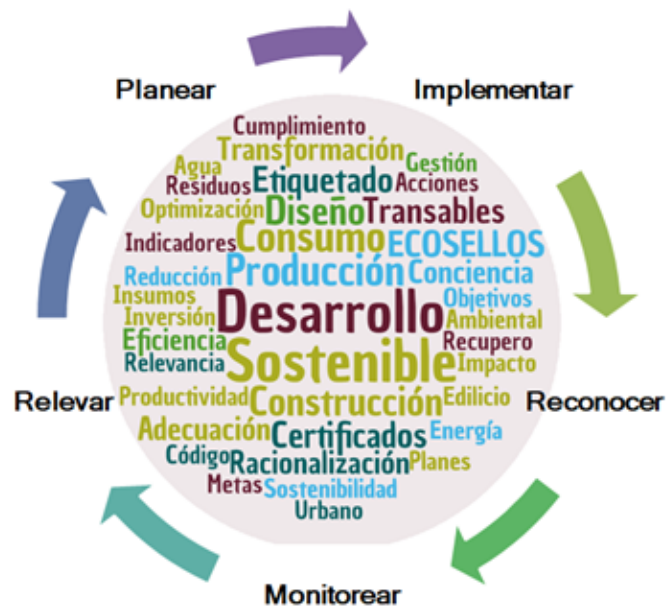 Planear
Implementar
Cumplimiento
Transformación
Agua
Gestión
Residuos
Etiquetado
Acciones
Optimización
Diseño
Transables
Indicadores
Consumo
ECOSELLOS
Reducción
Producción
Conciencia
Insumos
Desarrollo
Objetivos
Inversión
Ambiental
Eficiencia
Recupero
Relevancia
Sostenible
Impacto
Relevar
Productividad
Construcción
Edilicio
Reconocer
Adecuación
Certificados
Energía
Código
Racionalización
Planes
Metas
Sostenibilidad
Urbano
Monitorear